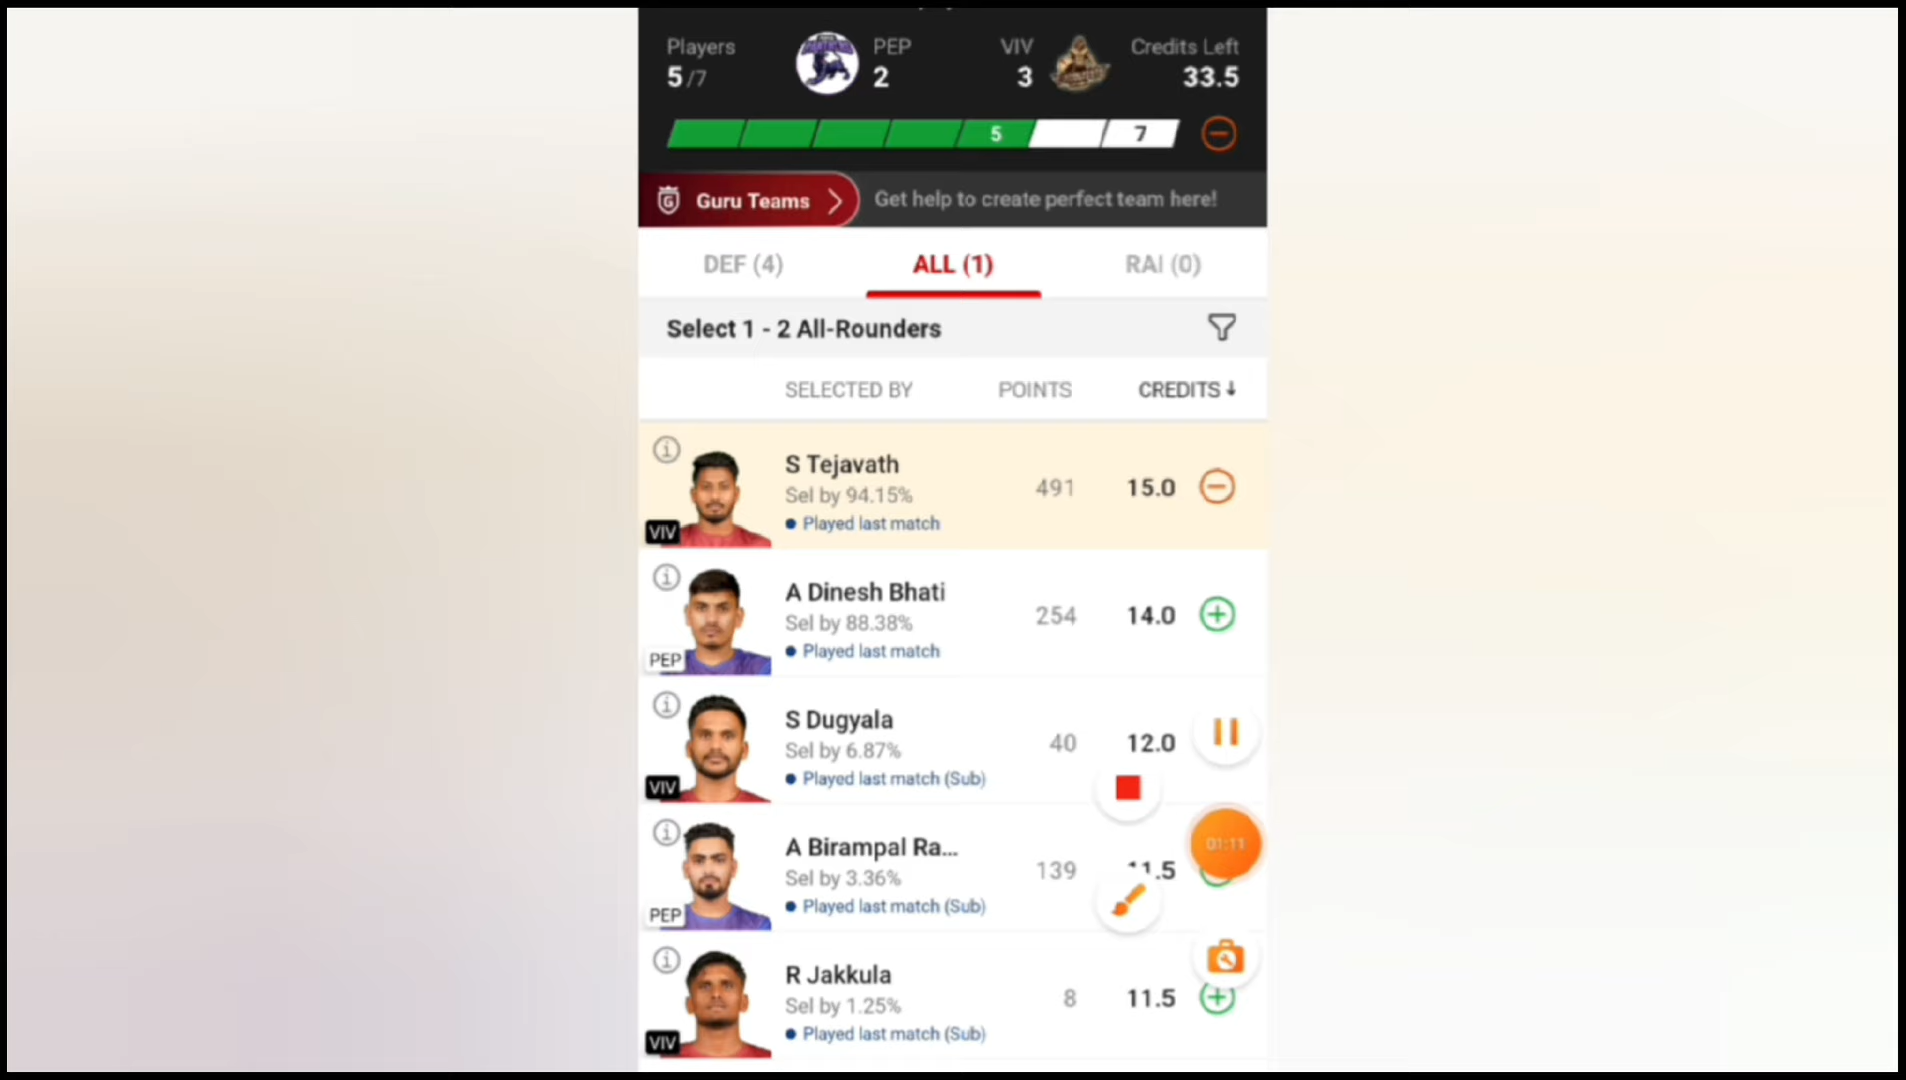 Players
5/7
PEP
2
VIV
3
Credits Left
33.5
5
7
G
Guru Teams
Get help to create perfect team here!
DEF (4)
ALL (1)
RAI (0)
Select 1 - 2 All-Rounders
SELECTED BY
POINTS
CREDITS↓
S Tejavath
Sel by 94.15%
Played last match
VIV
491
15.0
A Dinesh Bhati
Sel by 88.38%
Played last match
PEP
254
14.0
S Dugyala
Sel by 6.87%
Played last match (Sub)
VIV
40
12.0
A Birampal Ra...
Sel by 3.36%
Played last match (Sub)
PEP
139
11.5
01:11
R Jakkula
Sel by 1.25%
Played last match (Sub)
VIV
8
11.5